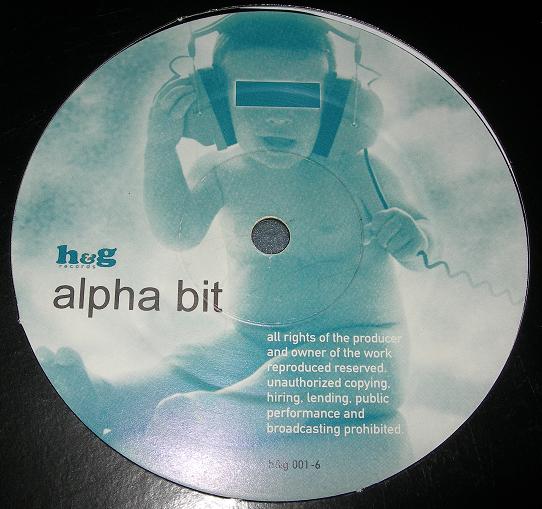 h&g
records
alpha bit
all rights of the producer
and owner of the work
reproduced reserved.
unauthorized copying,
hiring, lending, public
performance and
broadcasting prohibited.
h&g 001-6